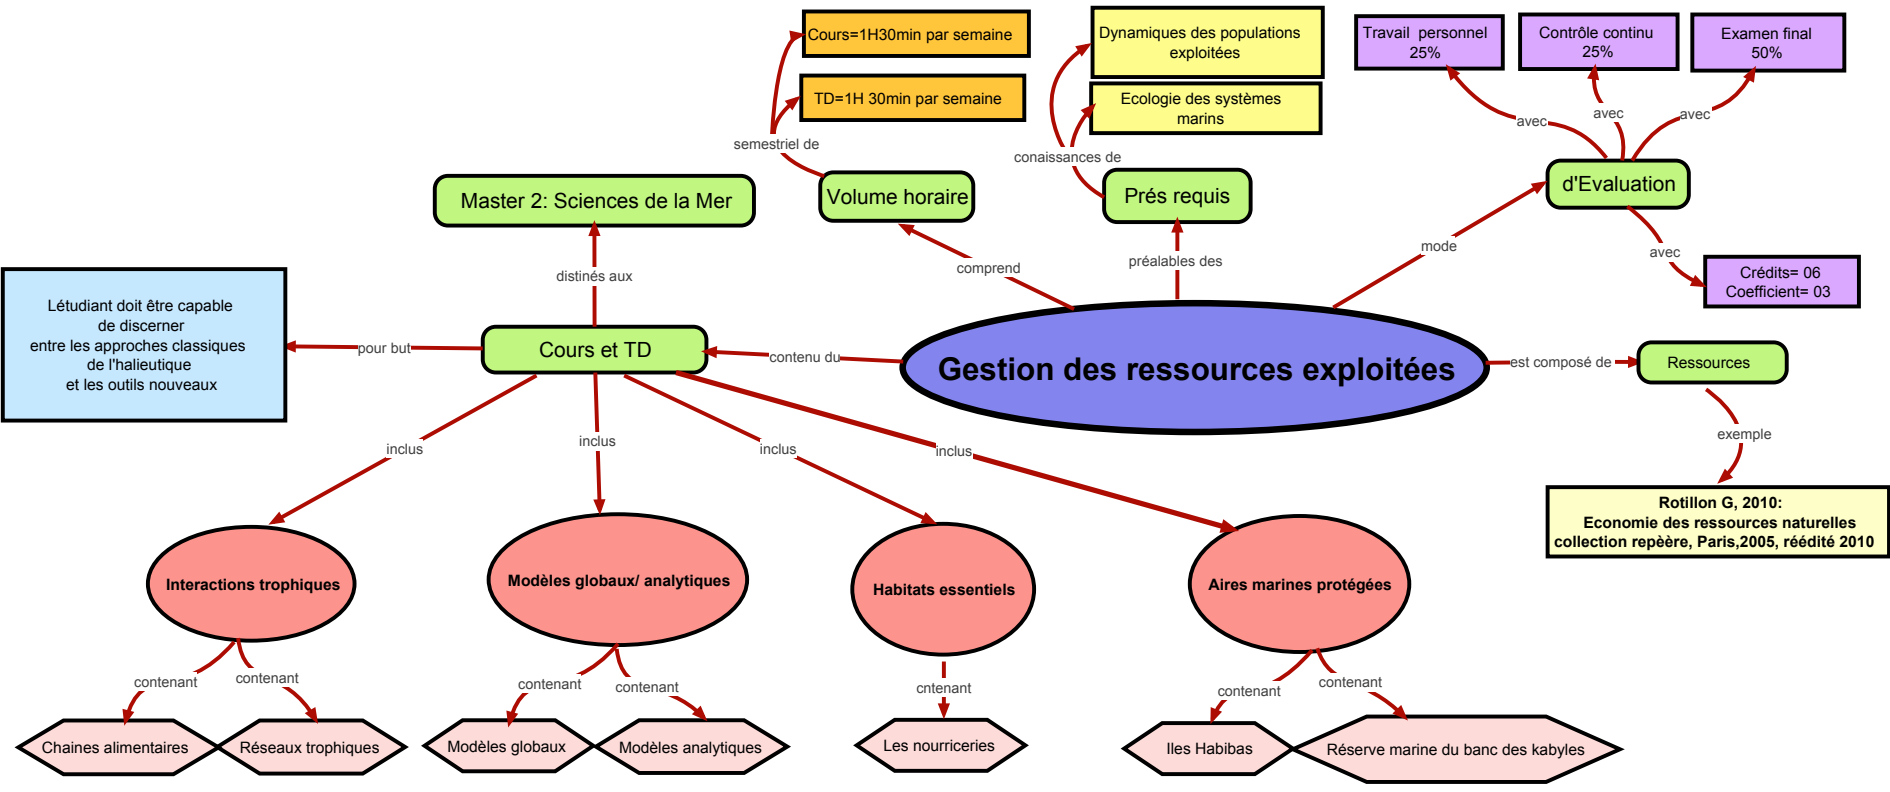 Cours=1H30min par semaine
TD=1H 30min par semaine
semestriel de
Volume horaire
comprend
Dynamiques des populations
exploitées
Ecologie des systèmes
marins
conaissances de
Prés requis
préalables des
Travail personnel
25%
Contrôle continu
25%
Examen final
50%
avec
avec
avec
d'Evaluation
mode
avec
Crédits= 06
Coefficient= 03
Master 2: Sciences de la Mer
distinés aux
Létudiant doit être capable
de discerner
entre les approches classiques
de l'halieutique
et les outils nouveaux
pour but
Cours et TD
contenu du
Gestion des ressources exploitées
est composé de
Ressources
exemple
Rotillon G, 2010:
Economie des ressources naturelles
collection repèère, Paris,2005, réédité 2010
inclus
inclus
inclus
inclus
Interactions trophiques
Modèles globaux/ analytiques
Habitats essentiels
Aires marines protégées
contenant
contenant
contenant
contenant
cntenant
contenant
contenant
Chaines alimentaires
Réseaux trophiques
Modèles globaux
Modèles analytiques
Les nourriceries
Iles Habibas
Réserve marine du banc des kabyles